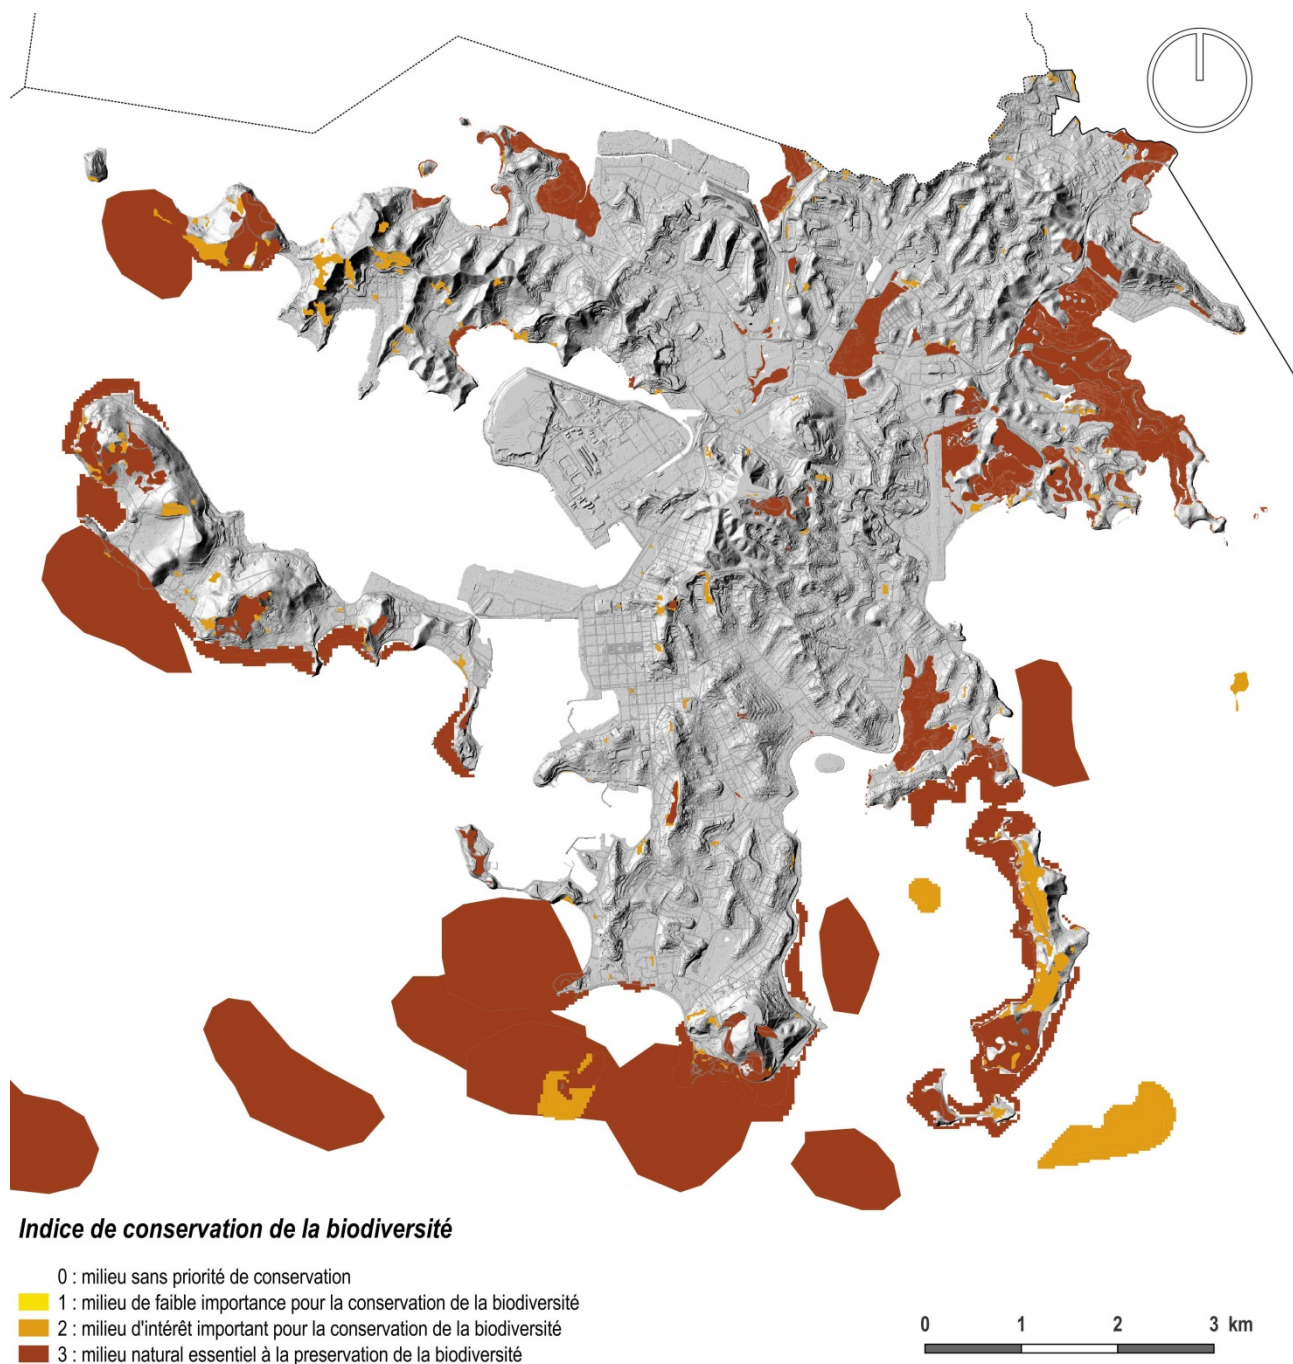 Indice de conservation de la biodiversité
0 : milieu sans priorité de conservation
1 : milieu de faible importance pour la conservation de la biodiversité
2 : milieu d'intérêt important pour la conservation de la biodiversité
3 : milieu natural essentiel à la preservation de la biodiversité
0 1 2 3 km